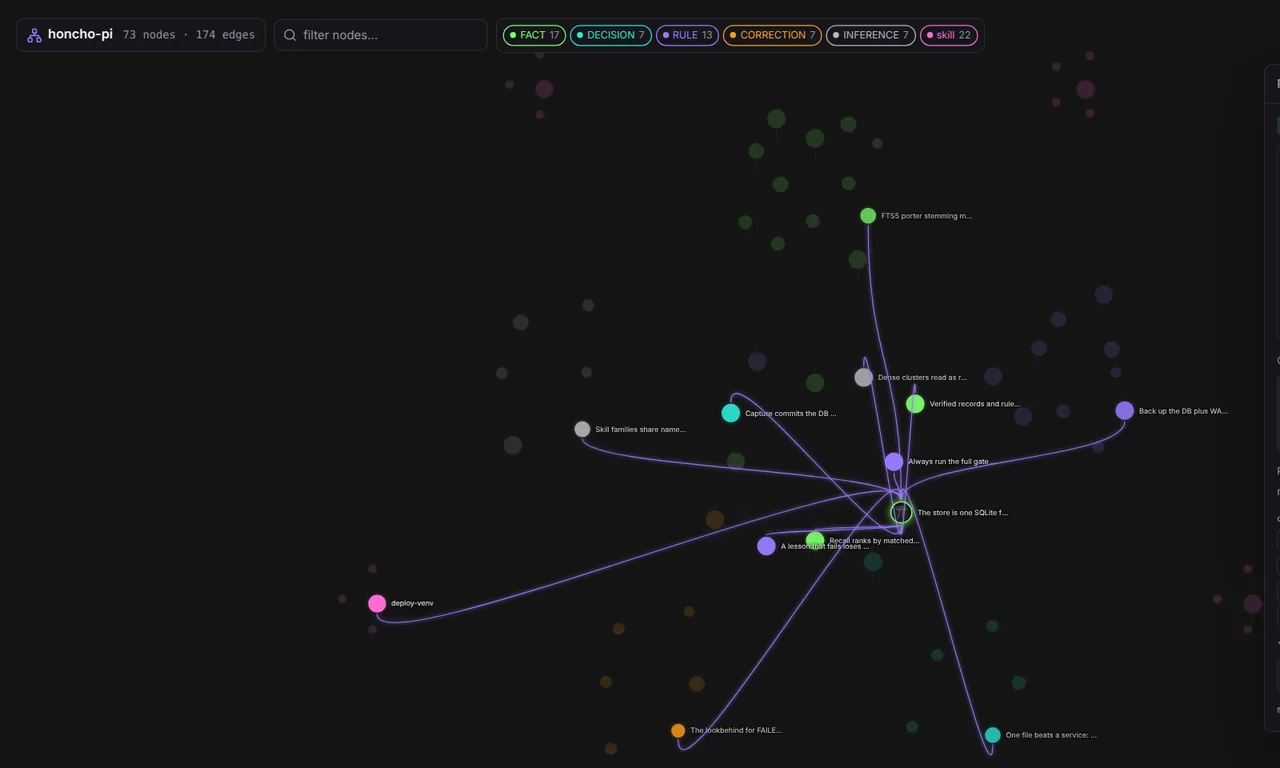 honcho-pi 73 nodes · 174 edges
filter nodes...
FACT 17
DECISION 7
RULE 13
CORRECTION 7
INFERENCE 7
skill 22
FTS5 porter stemming m...
Dense clusters read as r...
Verified records and rule...
Back up the DB plus WA...
Capture commits the DB ...
Skill families share name...
Always run the full gate
The store is one SQLite f...
Recall ranks by matched...
A lesson that fails loses ...
deploy-venv
The lookbehind for FAILE...
One file beats a service: ...